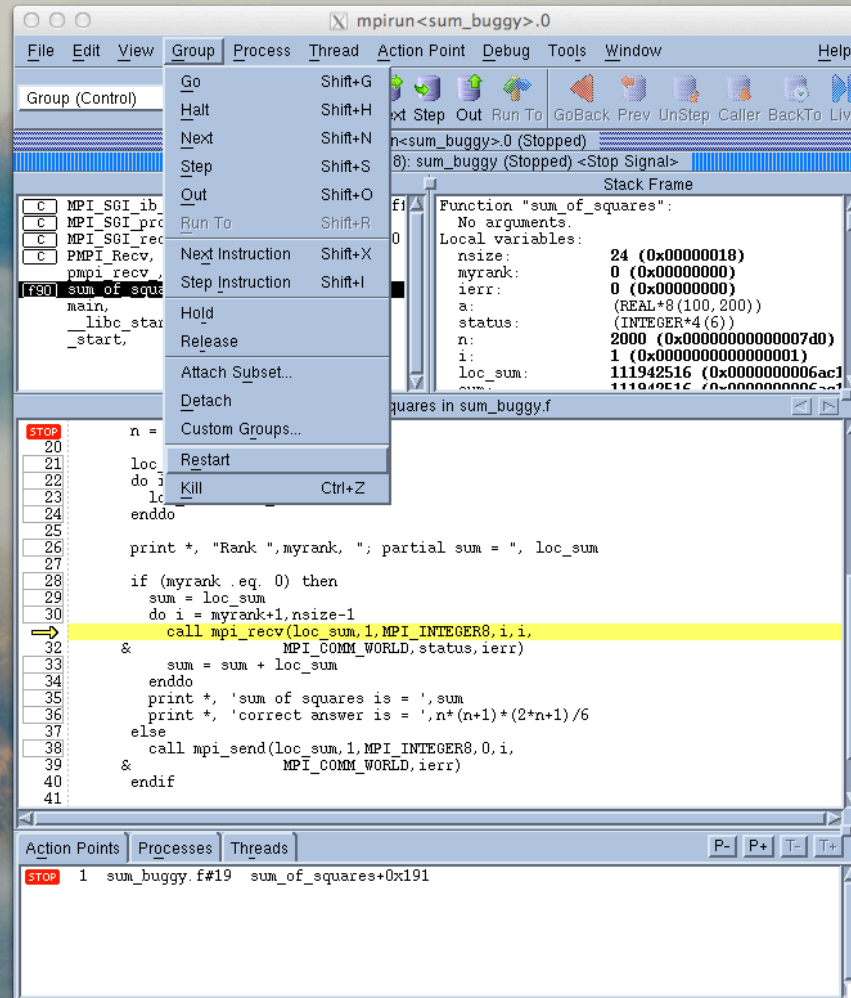 mpirun<sum_buggy>.0
File Edit View Group Process Thread Action Point Debug Tools Window Help
Group (Control)
Step Out Run To GoBack Prev UnStep Caller BackTo
Go Shift+G
Halt Shift+H
Next Shift+N
Step Shift+S
Out Shift+O
Run To Shift+R
Next Instruction Shift+X
Step Instruction Shift+I
Hold
Release
Attach Subset...
Detach
Custom Groups...
Restart
Kill Ctrl+Z
<sum_buggy>.0 (Stopped)
8): sum_buggy (Stopped) <Stop Signal>
C MPI_SGI_ib_
C MPI_SGI_
C MPI_SGI_
C PMPI_Recv,
pmpi_recv_,
f90 sum_of_
main,
__libc_
_start,
Stack Frame
Function "sum_of_squares":
No arguments.
Local variables:
nsize: 24 (0x00000018)
myrank: 0 (0x00000000)
ierr: 0 (0x00000000)
a: (REAL*8(100,200))
status: (INTEGER*4(6))
n: 2000 (0x00000000000007d0)
i: 1 (0x0000000000000001)
loc_sum: 111942516 (0x0000000006ac1
sum: 111942516 (0x0000000006ac1
in sum_buggy.f
STOP n =
20
21 loc_
22 do i
23
24 enddo
25
26 print *, "Rank ",myrank, "; partial sum = ", loc_sum
27
28 if (myrank .eq. 0) then
29 sum = loc_sum
30 do i = myrank+1,nsize-1
call mpi_recv(loc_sum,1,MPI_INTEGER8,i,i,
32 & MPI_COMM_WORLD,status,ierr)
33 sum = sum + loc_sum
34 enddo
35 print *, 'sum of squares is = ',sum
36 print *, 'correct answer is = ',n*(n+1)*(2*n+1)/6
37 else
38 call mpi_send(loc_sum,1,MPI_INTEGER8,0,i,
39 & MPI_COMM_WORLD,ierr)
40 endif
41
Action Points Processes Threads P- P+ T- T+
STOP 1 sum_buggy.f#19 sum_of_squares+0x191